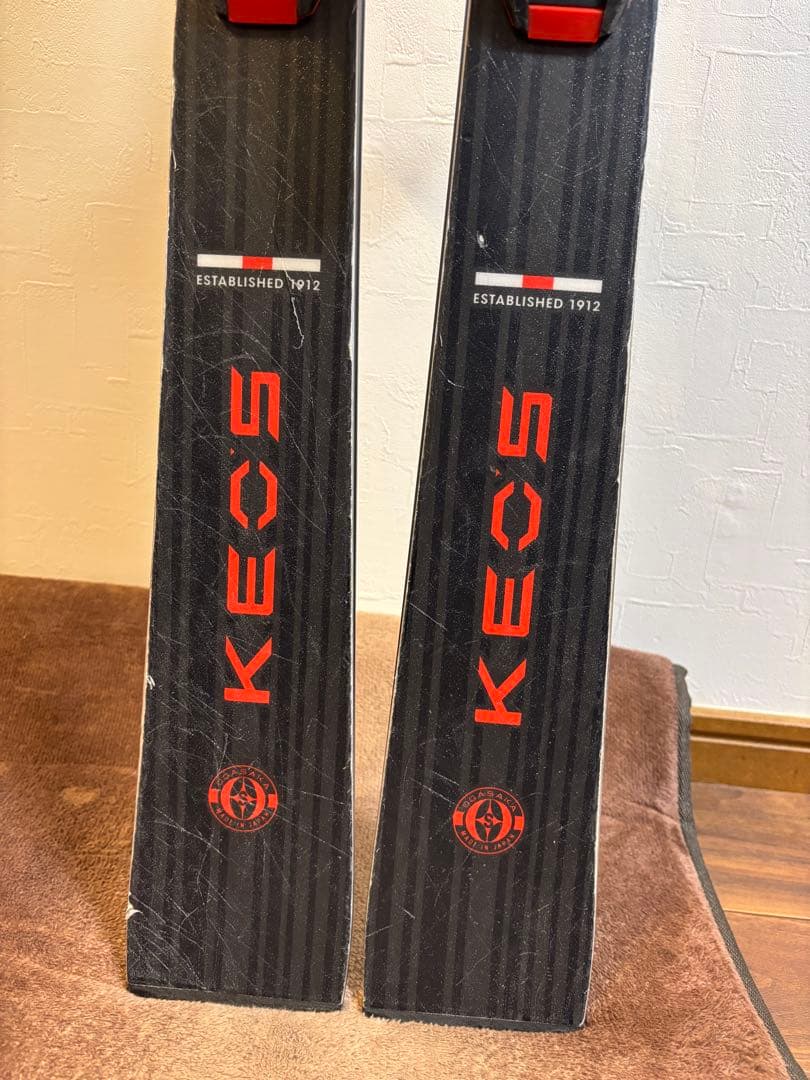 ESTABLISHED 1912
KEO'S
OGASAKA
S
MADE IN JAPAN
ESTABLISHED 1912
KEO'S
OGASAKA
S
MADE IN JAPAN